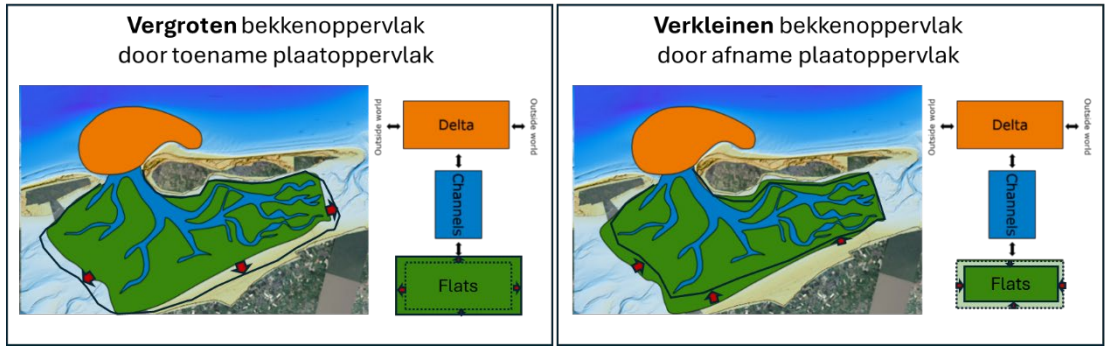 Vergroten bekkenoppervlak
door toename plaatoppervlak
Outside world
Delta
Outside world
Channels
Flats
Verkleinen bekkenoppervlak
door afname plaatoppervlak
Outside world
Delta
Outside world
Channels
Flats